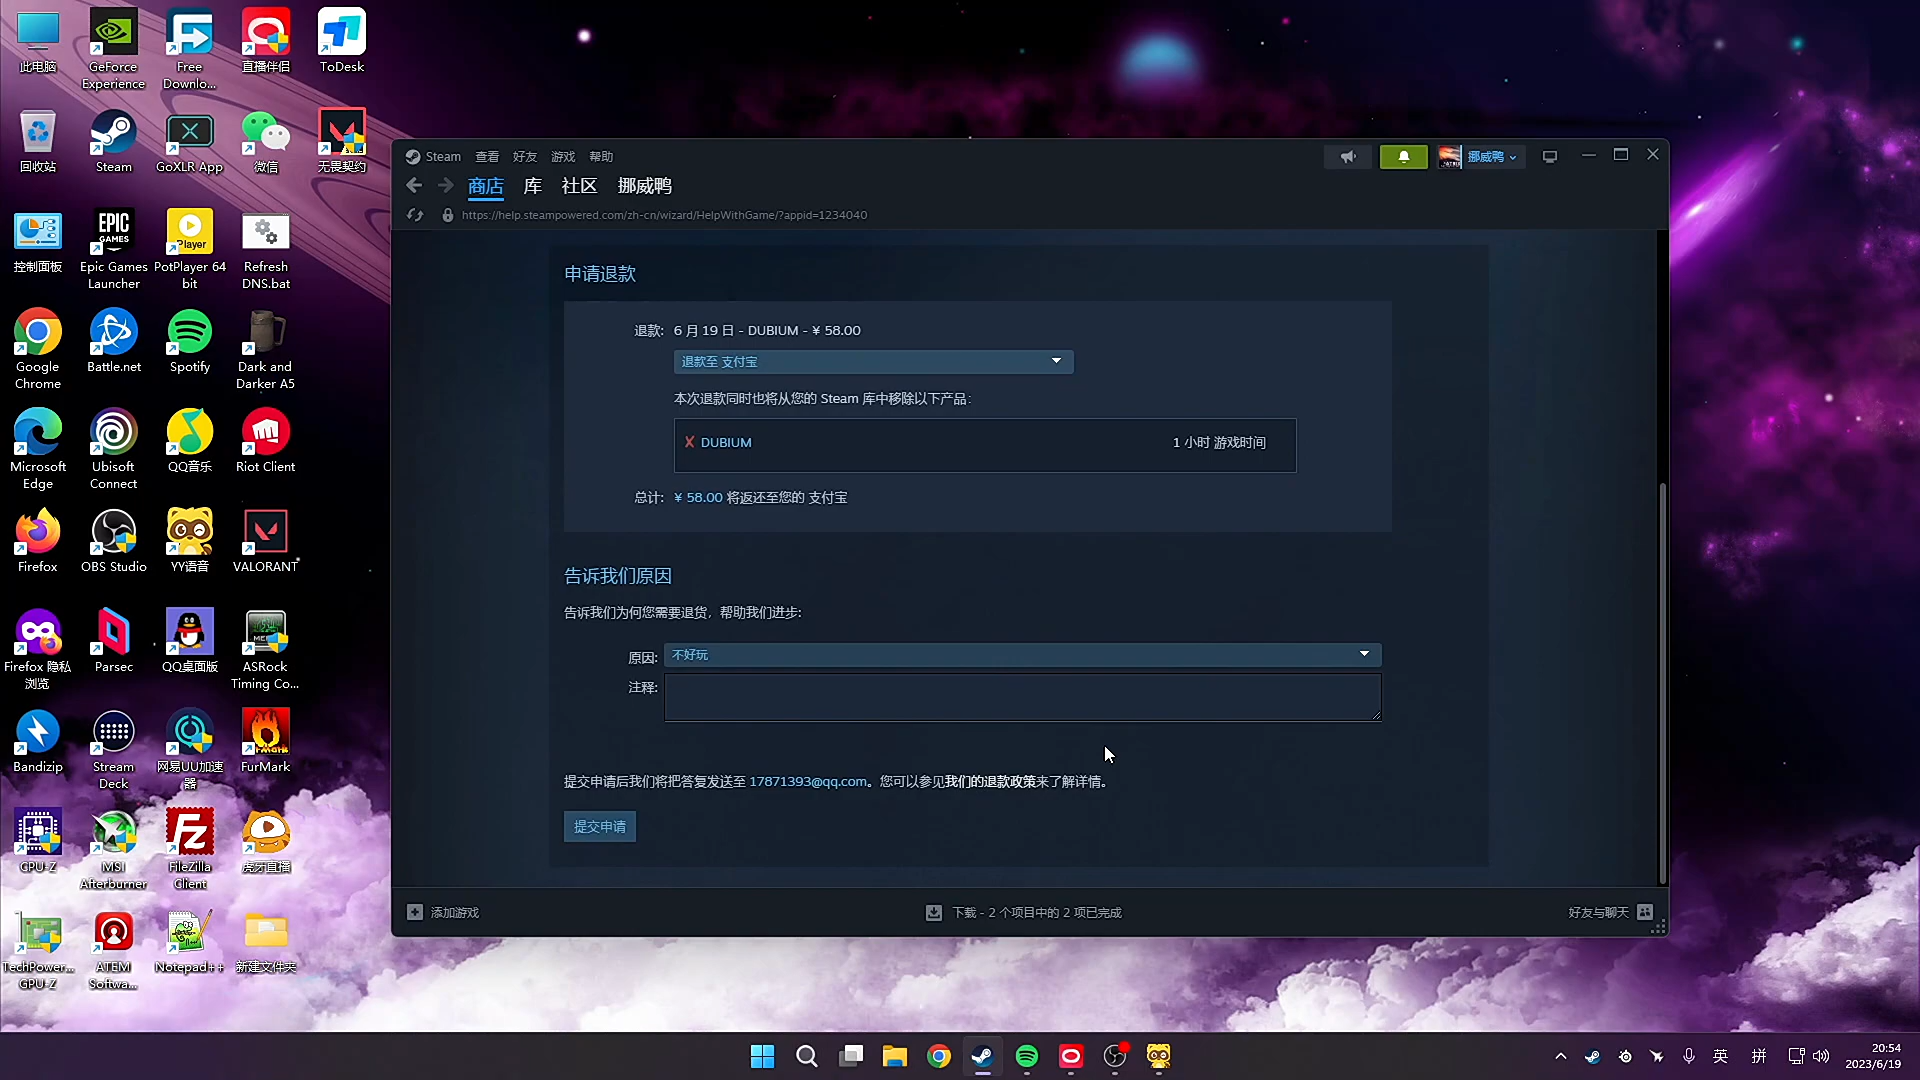 此电脑
GeForce Experience
Free Downlo...
直播伴侣
ToDesk
回收站
Steam
GoXLR App
微信
无畏契约
控制面板
EPIC GAMES
Epic Games Launcher
Player
PotPlayer 64 bit
Refresh DNS.bat
Google Chrome
Battle.net
Spotify
Dark and Darker A5
Microsoft Edge
Ubisoft Connect
QQ音乐
Riot Client
Firefox
OBS Studio
YY语音
VALORANT
Firefox 隐私浏览
Parsec
QQ桌面版
ASRock Timing Co...
Bandizip
Stream Deck
网易UU加速器
FurMark
GPU-Z
MSI Afterburner
FileZilla Client
虎牙直播
TechPower... GPU-Z
ATEM Softwa...
Notepad++
新建文件夹
Steam 查看 好友 游戏 帮助
挪威鸭
商店 库 社区 挪威鸭
https://help.steampowered.com/zh-cn/wizard/HelpWithGame/?appid=1234040
申请退款
退款: 6 月 19 日 - DUBIUM - ¥ 58.00
退款至 支付宝
本次退款同时也将从您的 Steam 库中移除以下产品:
X DUBIUM 1 小时 游戏时间
总计: ¥ 58.00 将返还至您的 支付宝
告诉我们原因
告诉我们为何您需要退货，帮助我们进步:
原因: 不好玩
注释:
提交申请后我们将把答复发送至 17871393@qq.com。您可以参见我们的退款政策来了解详情。
提交申请
添加游戏
下载 - 2 个项目中的 2 项已完成
好友与聊天
英 拼
20:54
2023/6/19